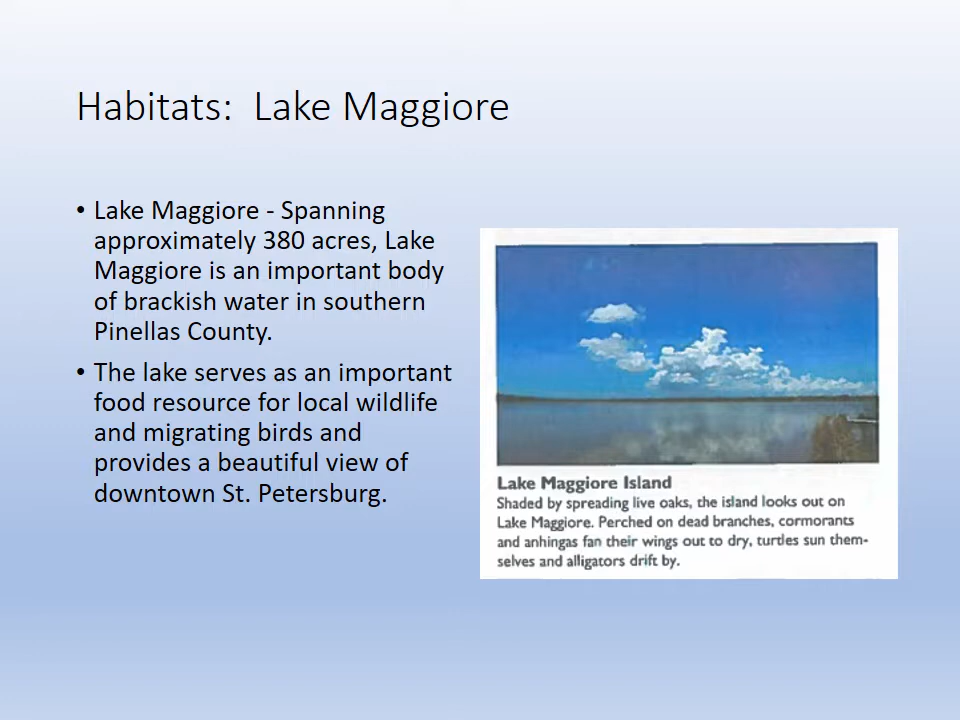 Habitats:  Lake Maggiore
• Lake Maggiore - Spanning
approximately 380 acres, Lake
Maggiore is an important body
of brackish water in southern
Pinellas County.
• The lake serves as an important
food resource for local wildlife
and migrating birds and
provides a beautiful view of
downtown St. Petersburg.
Lake Maggiore Island
Shaded by spreading live oaks, the island looks out on
Lake Maggiore. Perched on dead branches, cormorants
and anhingas fan their wings out to dry, turtles sun them-
selves and alligators drift by.